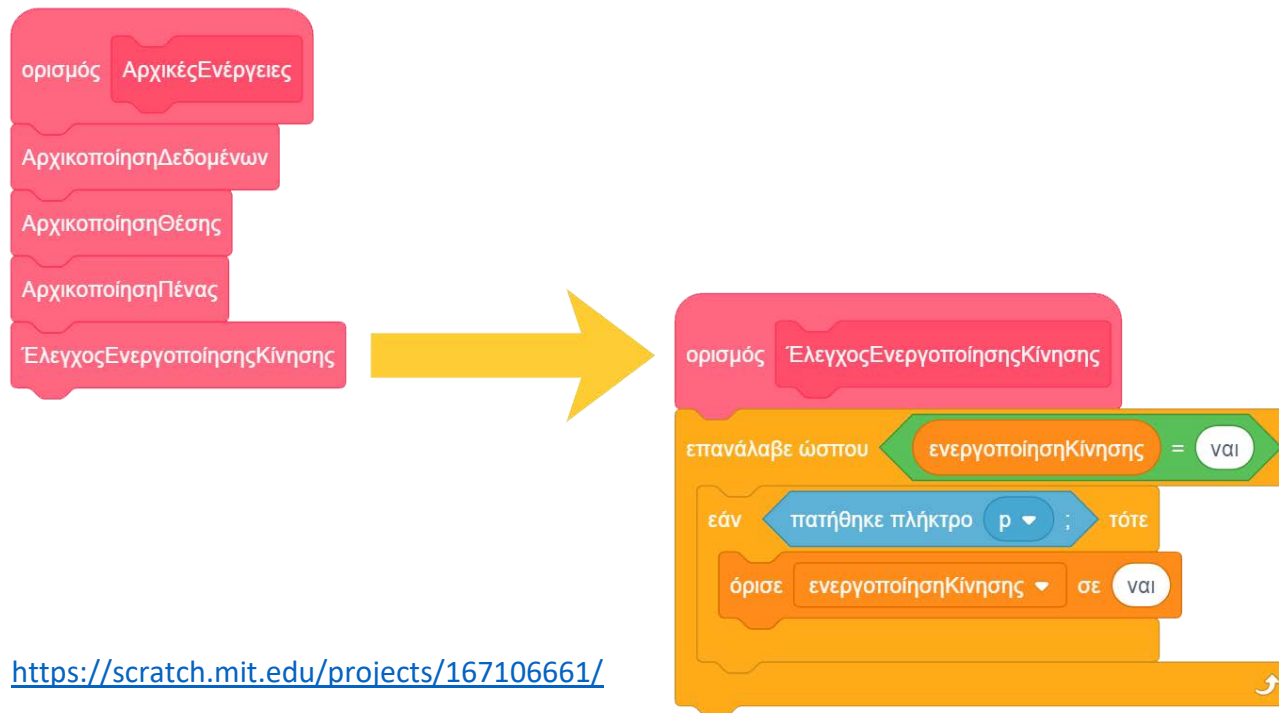 ορισμός ΑρχικέςΕνέργειες
ΑρχικοποίησηΔεδομένων
ΑρχικοποίησηΘέσης
ΑρχικοποίησηΠένας
ΈλεγχοςΕνεργοποίησηςΚίνησης
ορισμός ΈλεγχοςΕνεργοποίησηςΚίνησης
επανάλαβε ώσπου ενεργοποίησηΚίνησης = ναι
εάν πατήθηκε πλήκτρο p ; τότε
όρισε ενεργοποίησηΚίνησης σε ναι
https://scratch.mit.edu/projects/167106661/